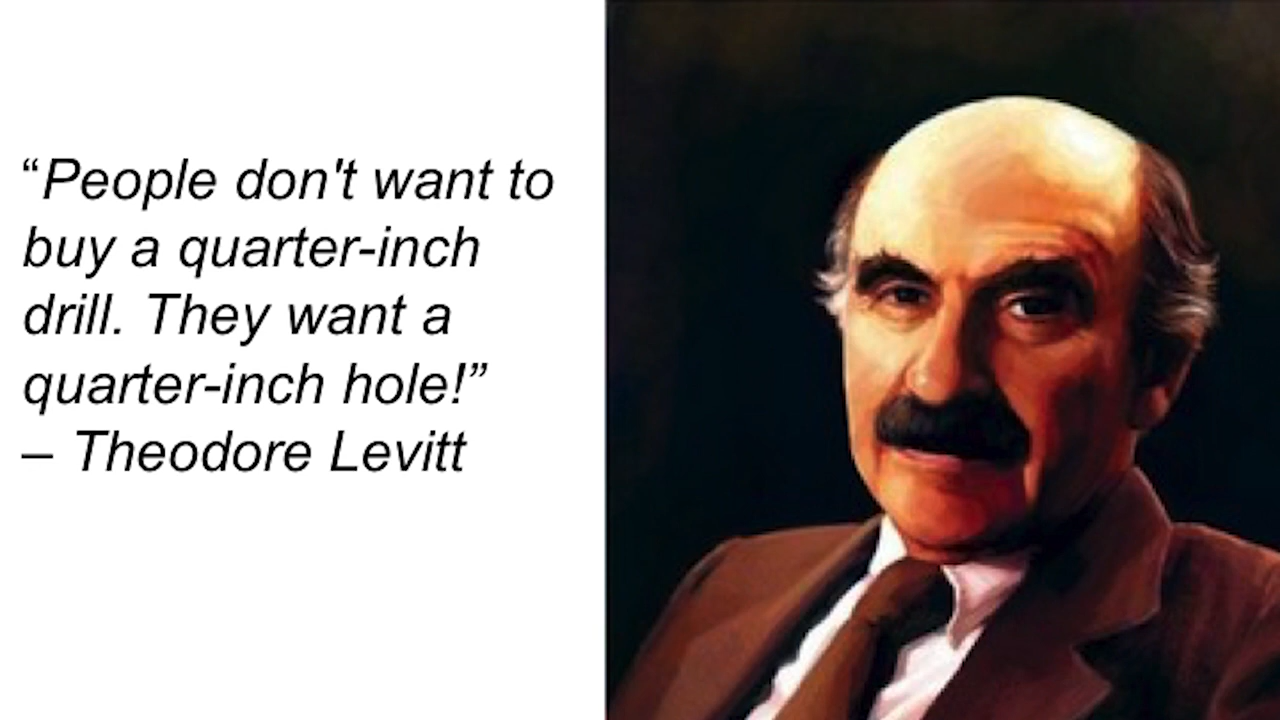 “People don't want to
buy a quarter-inch
drill. They want a
quarter-inch hole!”
– Theodore Levitt